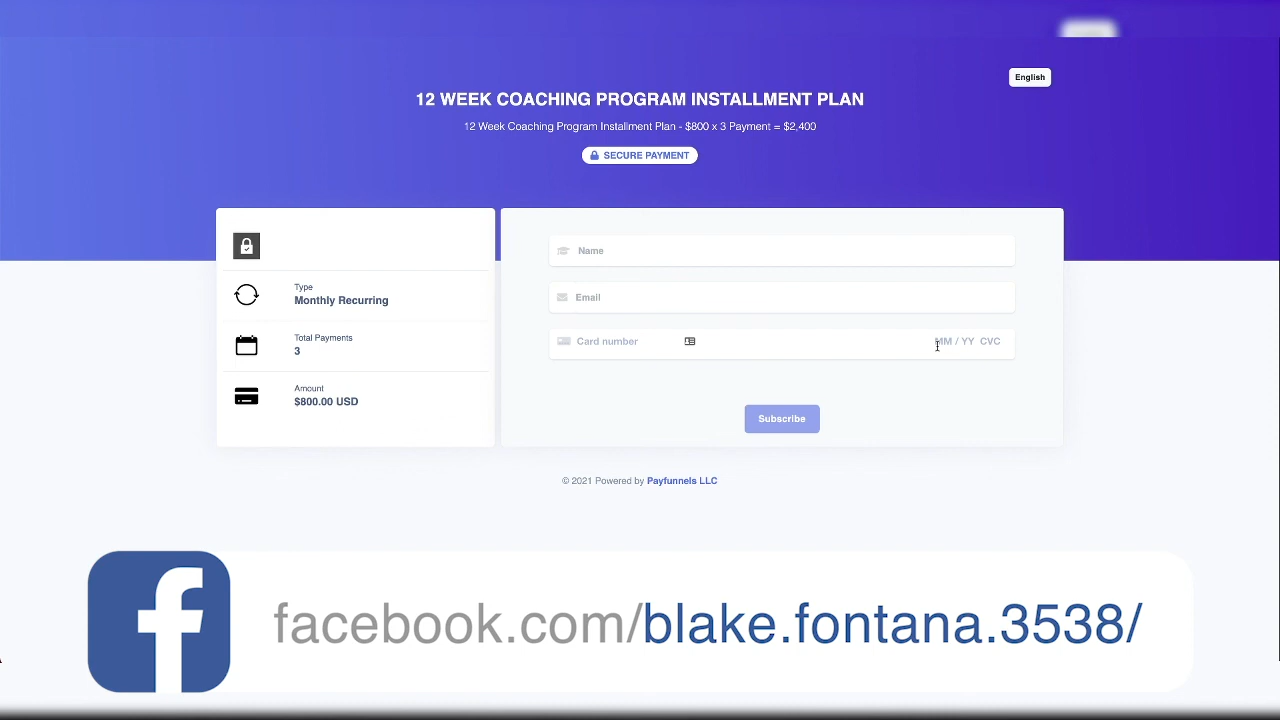 English
12 WEEK COACHING PROGRAM INSTALLMENT PLAN
12 Week Coaching Program Installment Plan - $800 x 3 Payment = $2,400
SECURE PAYMENT
Type
Monthly Recurring
Total Payments
3
Amount
$800.00 USD
Name
Email
Card number MM / YY CVC
Subscribe
© 2021 Powered by Payfunnels LLC
facebook.com/blake.fontana.3538/